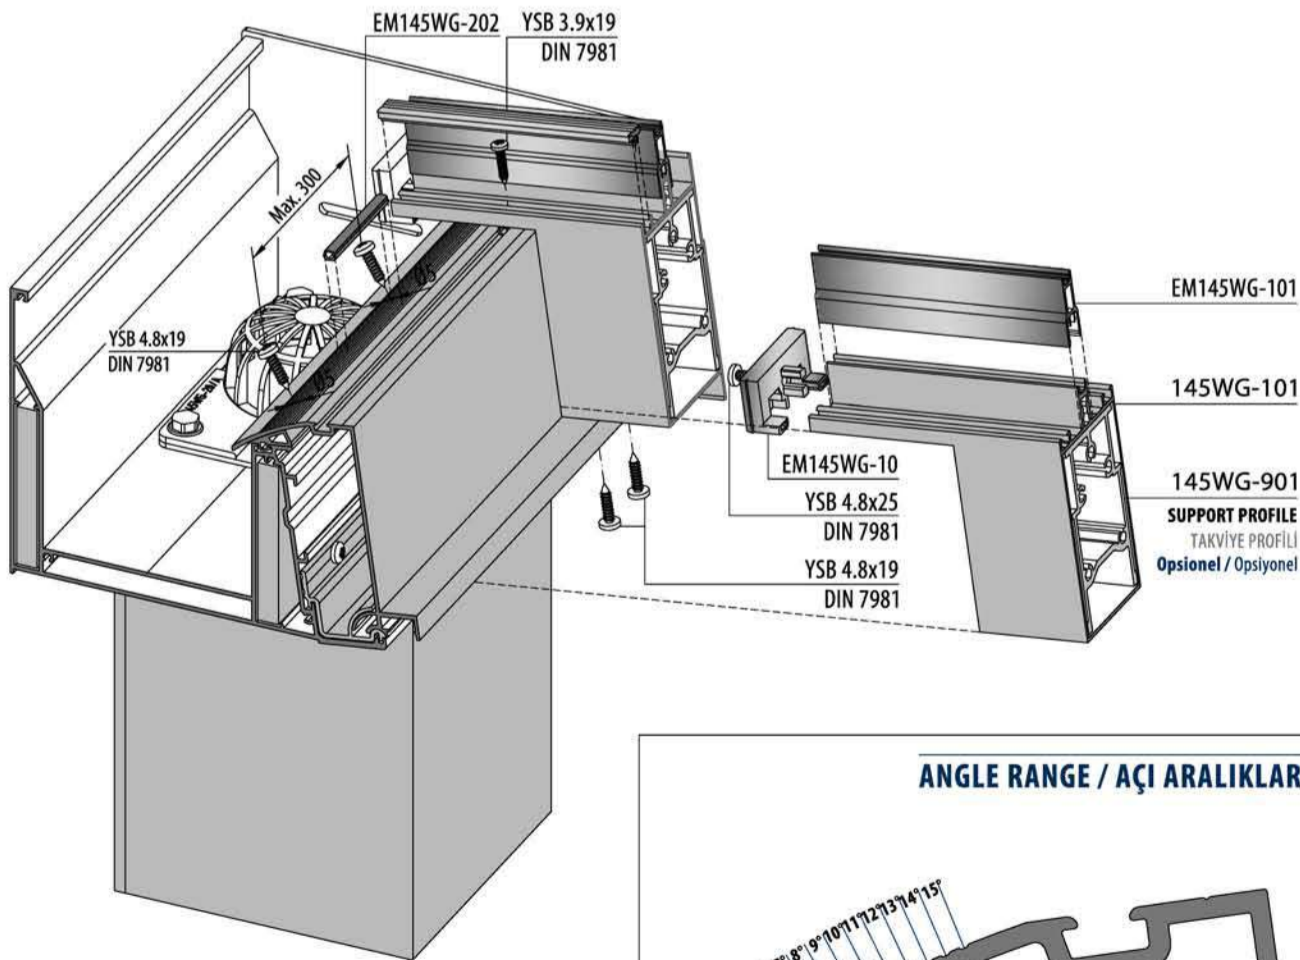 EM145WG-202
YSB 3.9x19
DIN 7981
Max. 300
Ø5
YSB 4.8x19
DIN 7981
Ø5
EM145WG-101
145WG-101
EM145WG-10
145WG-901
SUPPORT PROFILE
TAKVİYE PROFİLİ
Opsionel / Opsiyonel
YSB 4.8x25
DIN 7981
YSB 4.8x19
DIN 7981
ANGLE RANGE / AÇI ARALIKLAR
8° 9° 10° 11° 12° 13° 14° 15°